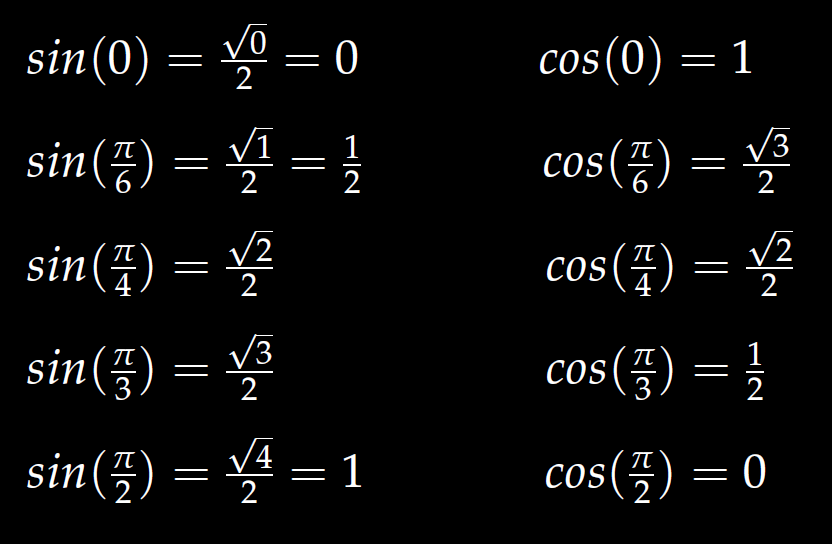 sin(0) = √0/2 = 0 cos(0) = 1
sin(π/6) = √1/2 = 1/2 cos(π/6) = √3/2
sin(π/4) = √2/2 cos(π/4) = √2/2
sin(π/3) = √3/2 cos(π/3) = 1/2
sin(π/2) = √4/2 = 1 cos(π/2) = 0